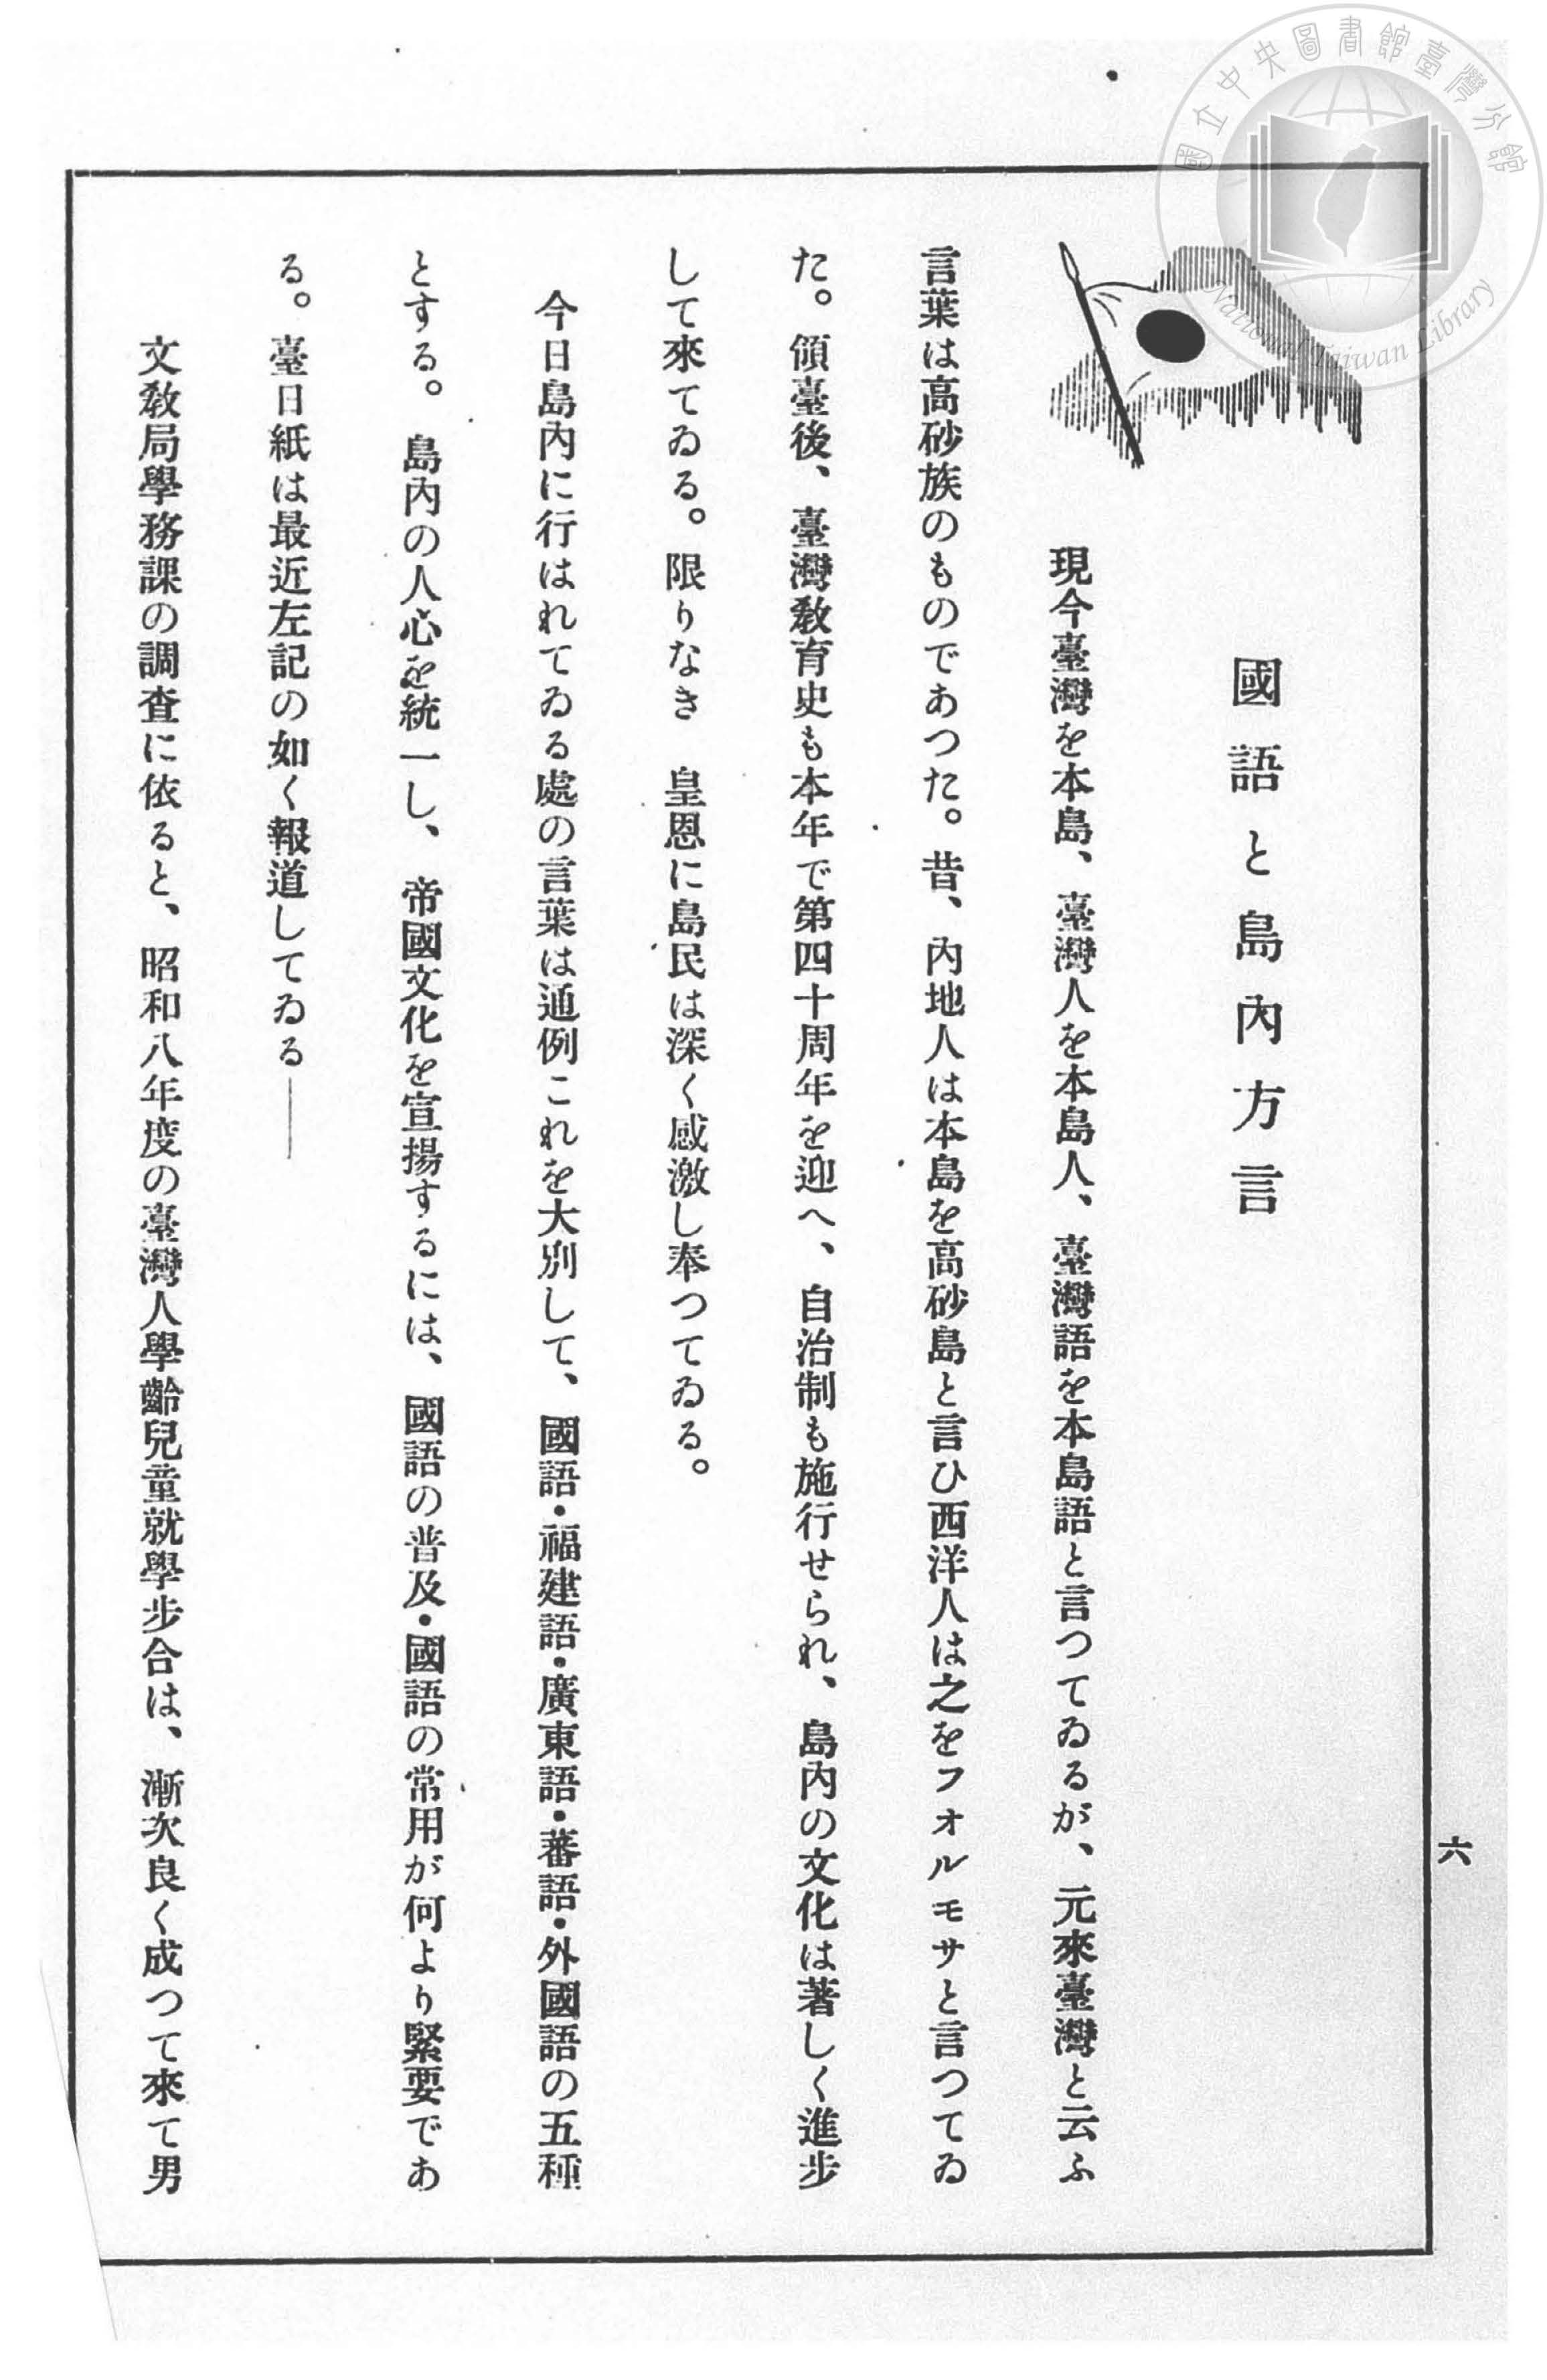 國立中央圖書館臺灣分館
National Taiwan Library
六
國語と島內方言
現今臺灣を本島、臺灣人を本島人、臺灣語を本島語と言つてゐるが、元來臺灣と云ふ
言葉は高砂族のものであつた。昔、內地人は本島を高砂島と言ひ西洋人は之をフォルモサと言つてゐ
た。領臺後、臺灣敎育史も本年で第四十周年を迎へ、自治制も施行せられ、島內の文化は著しく進步
して來てゐる。限りなき　皇恩に島民は深く感激し奉つてゐる。
今日島內に行はれてゐる處の言葉は通例これを大別して、國語・福建語・廣東語・蕃語・外國語の五種
とする。島內の人心を統一し、帝國文化を宣揚するには、國語の普及・國語の常用が何より緊要であ
る。臺日紙は最近左記の如く報道してゐる——
文敎局學務課の調査に依ると、昭和八年度の臺灣人學齡兒童就學步合は、漸次良く成つて來て男